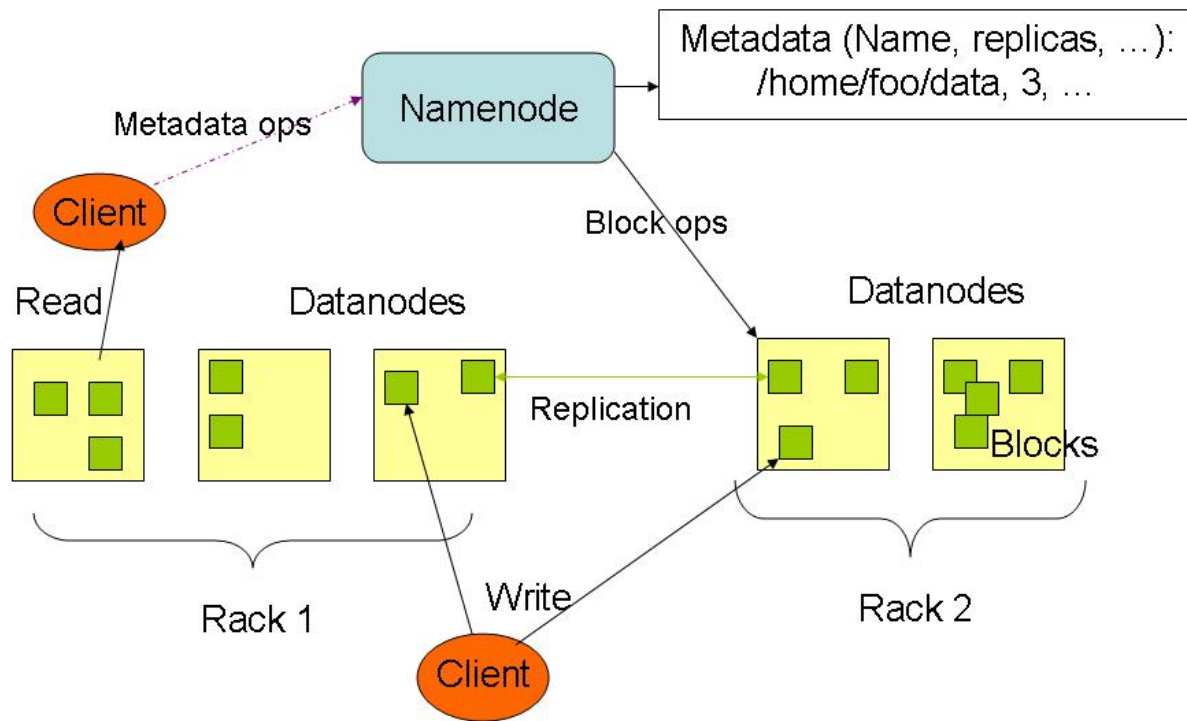 Metadata (Name, replicas, …):
/home/foo/data, 3, …
Namenode
Metadata ops
Client
Block ops
Read
Datanodes
Datanodes
Replication
Blocks
Rack 1
Write
Rack 2
Client